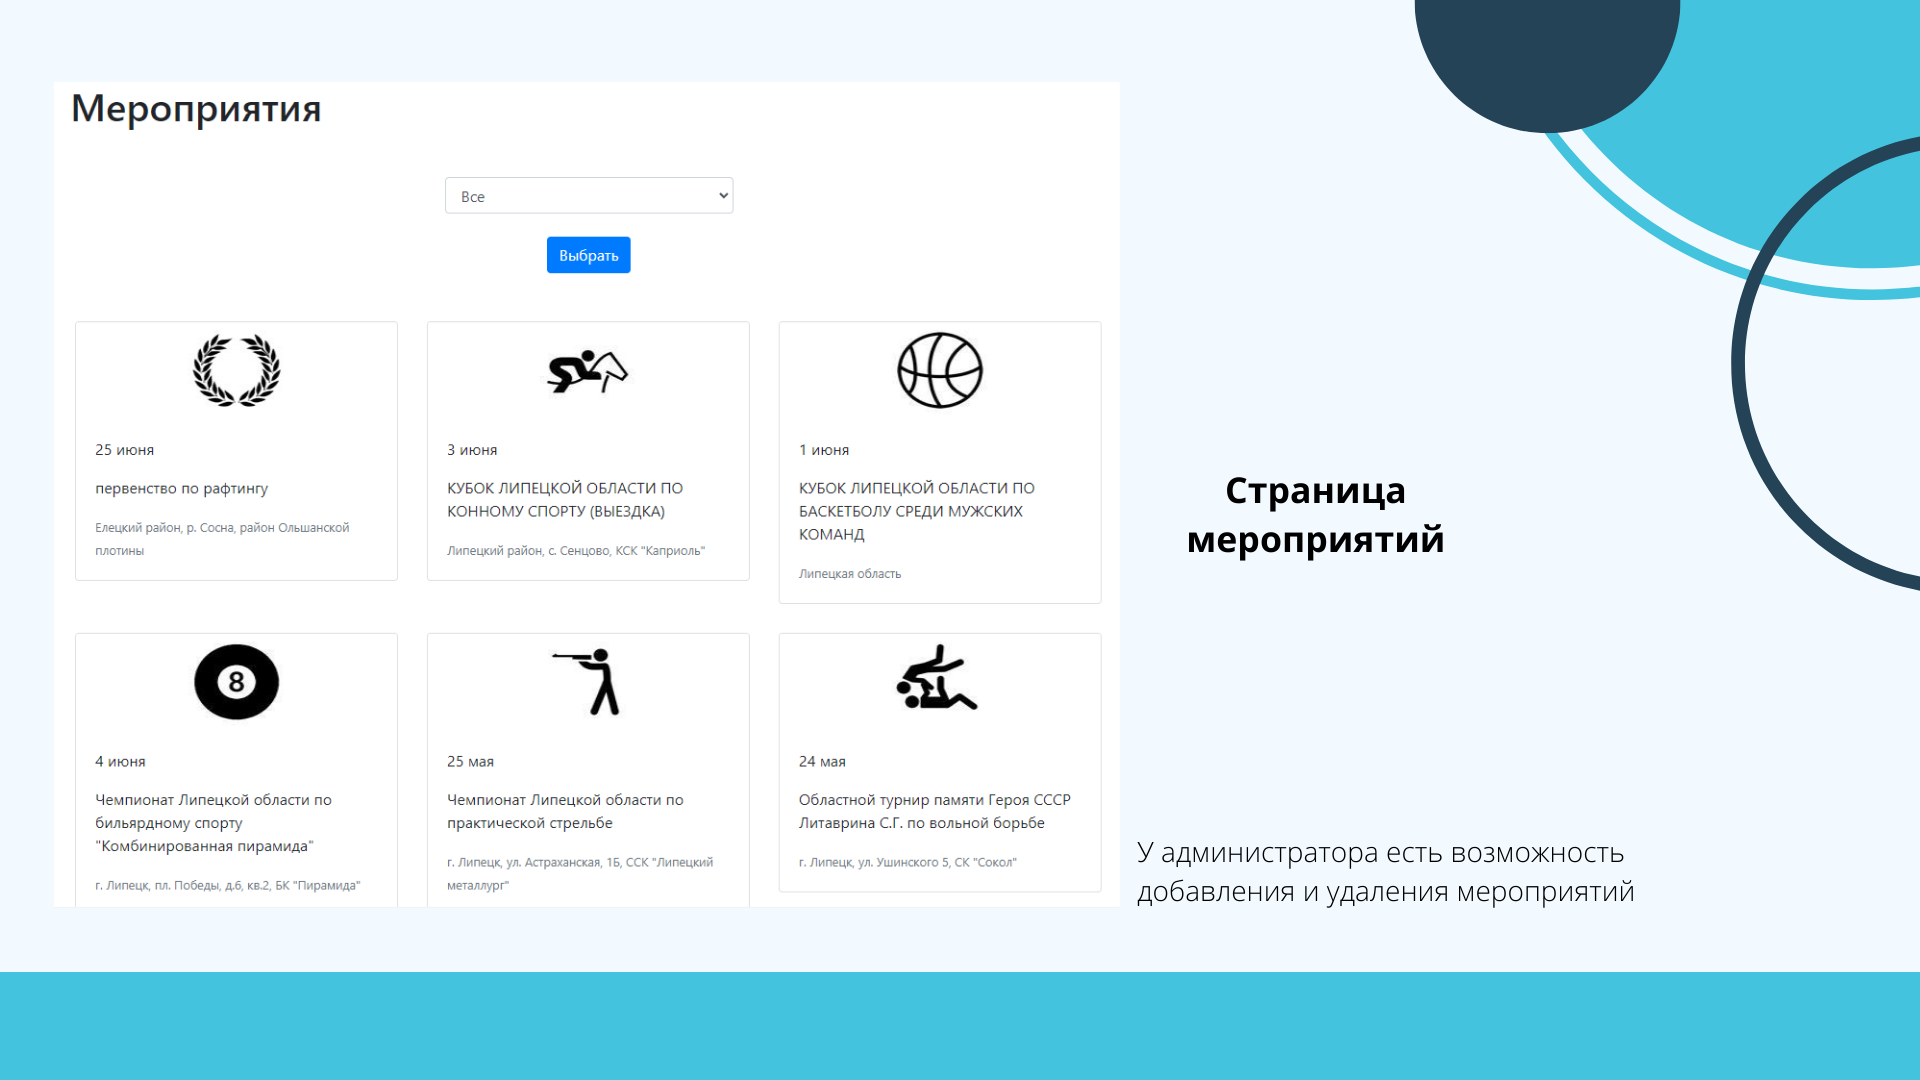 Мероприятия
Все
Выбрать
25 июня
первенство по рафтингу
Елецкий район, р. Сосна, район Ольшанской
плотины
3 июня
КУБОК ЛИПЕЦКОЙ ОБЛАСТИ ПО
КОННОМУ СПОРТУ (ВЫЕЗДКА)
Липецкий район, с. Сенцово, КСК "Каприоль"
1 июня
КУБОК ЛИПЕЦКОЙ ОБЛАСТИ ПО
БАСКЕТБОЛУ СРЕДИ МУЖСКИХ
КОМАНД
Липецкая область
8
4 июня
Чемпионат Липецкой области по
бильярдному спорту
"Комбинированная пирамида"
г. Липецк, пл. Победы, д.6, кв.2, БК "Пирамида"
25 мая
Чемпионат Липецкой области по
практической стрельбе
г. Липецк, ул. Астраханская, 1Б, ССК "Липецкий
металлург"
24 мая
Областной турнир памяти Героя СССР
Литаврина С.Г. по вольной борьбе
г. Липецк, ул. Ушинского 5, СК "Сокол"
Страница
мероприятий
У администратора есть возможность
добавления и удаления мероприятий